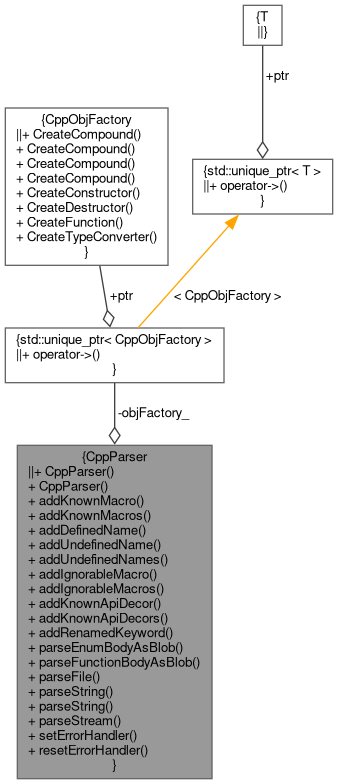 {T
||}
+ptr
{CppObjFactory
||+ CreateCompound()
+ CreateCompound()
+ CreateCompound()
+ CreateCompound()
+ CreateConstructor()
+ CreateDestructor()
+ CreateFunction()
+ CreateTypeConverter()
}
{std::unique_ptr< T >
||+ operator->()
}
+ptr
< CppObjFactory >
{std::unique_ptr< CppObjFactory >
||+ operator->()
}
-objFactory_
{CppParser
||+ CppParser()
+ CppParser()
+ addKnownMacro()
+ addKnownMacros()
+ addDefinedName()
+ addUndefinedName()
+ addUndefinedNames()
+ addIgnorableMacro()
+ addIgnorableMacros()
+ addKnownApiDecor()
+ addKnownApiDecors()
+ addRenamedKeyword()
+ parseEnumBodyAsBlob()
+ parseFunctionBodyAsBlob()
+ parseFile()
+ parseString()
+ parseString()
+ parseStream()
+ setErrorHandler()
+ resetErrorHandler()
}